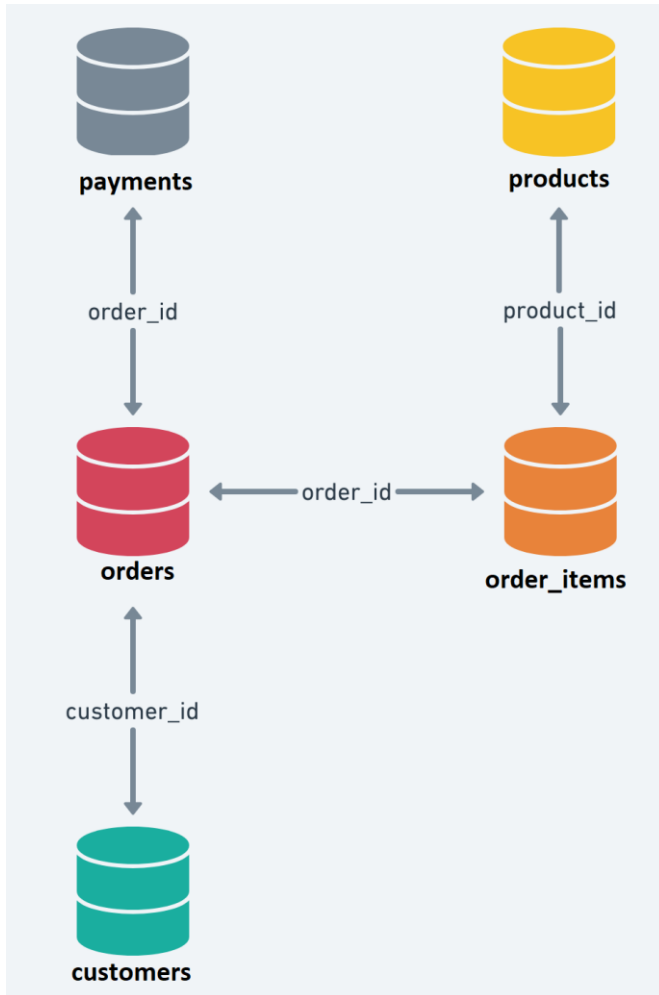 payments
products
order_id
product_id
order_id
orders
order_items
customer_id
customers